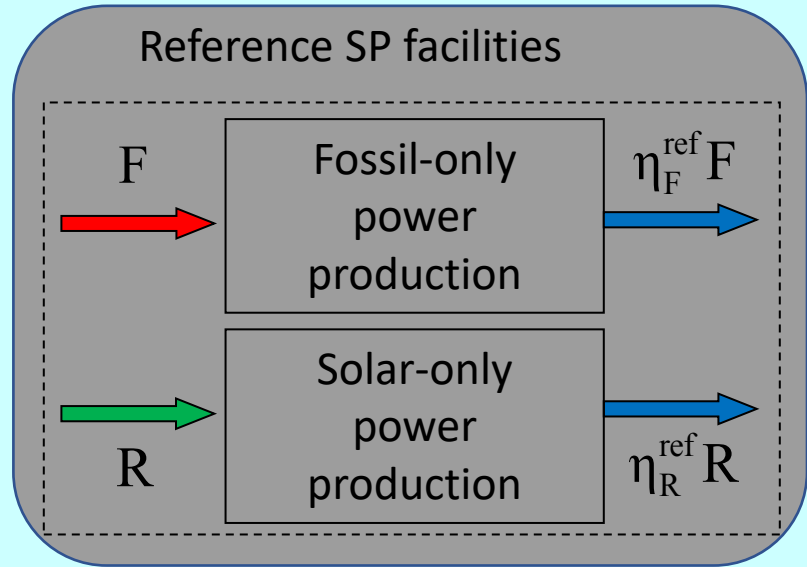 Reference SP facilities
F
Fossil-only
power
production
η_F^ref F
R
Solar-only
power
production
η_R^ref R